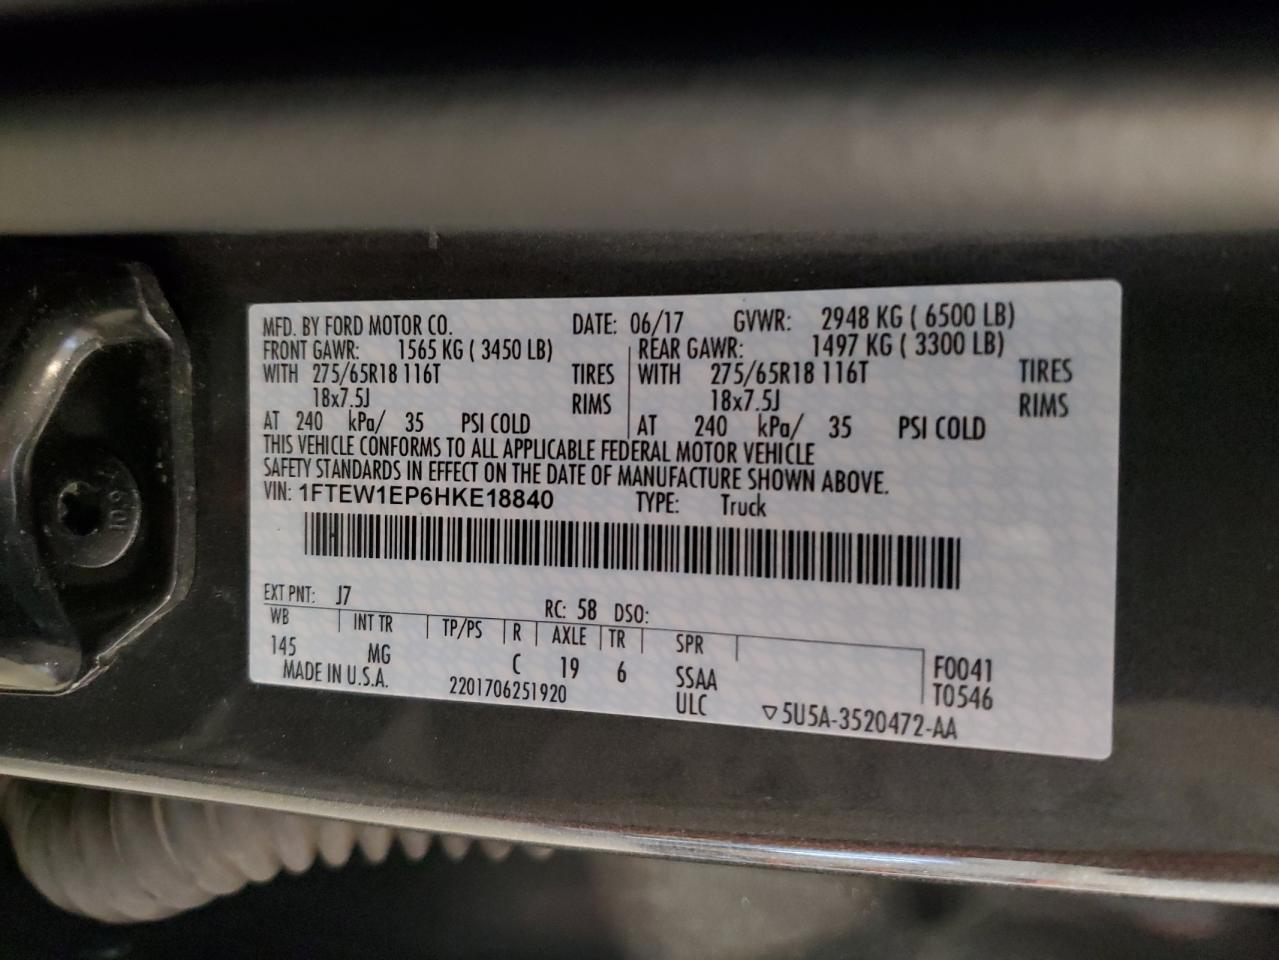 MFD. BY FORD MOTOR CO. DATE: 06/17 GVWR: 2948 KG ( 6500 LB)
FRONT GAWR: 1565 KG ( 3450 LB) REAR GAWR: 1497 KG ( 3300 LB)
WITH 275/65R18 116T TIRES WITH 275/65R18 116T TIRES
18x7.5J RIMS 18x7.5J RIMS
AT 240 kPa/ 35 PSI COLD AT 240 kPa/ 35 PSI COLD
THIS VEHICLE CONFORMS TO ALL APPLICABLE FEDERAL MOTOR VEHICLE
SAFETY STANDARDS IN EFFECT ON THE DATE OF MANUFACTURE SHOWN ABOVE.
VIN: 1FTEW1EP6HKE18840 TYPE: Truck
EXT PNT: J7 RC: 58 DSO:
WB INT TR TP/PS R AXLE TR SPR
145 MG C 19 6 SSAA F0041
MADE IN U.S.A. 2201706251920 ULC ▽5U5A-3520472-AA T0546